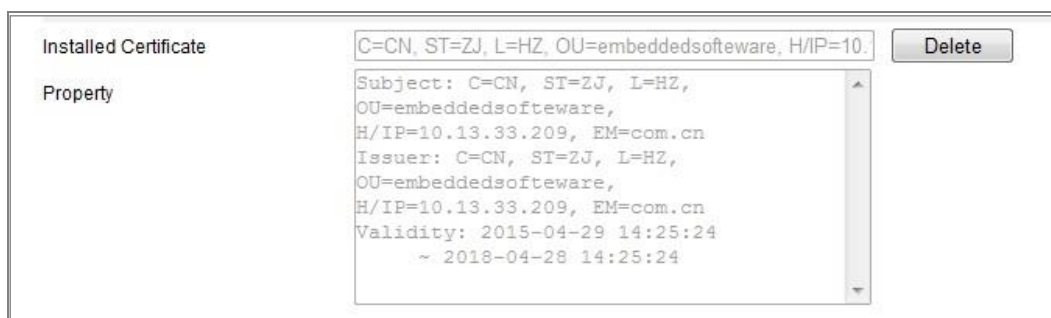 Installed Certificate
C=CN, ST=ZJ, L=HZ, OU=embeddedsofteware, H/IP=10.
Delete
Property
Subject: C=CN, ST=ZJ, L=HZ,
OU=embeddedsofteware,
H/IP=10.13.33.209, EM=com.cn
Issuer: C=CN, ST=ZJ, L=HZ,
OU=embeddedsofteware,
H/IP=10.13.33.209, EM=com.cn
Validity: 2015-04-29 14:25:24
~ 2018-04-28 14:25:24